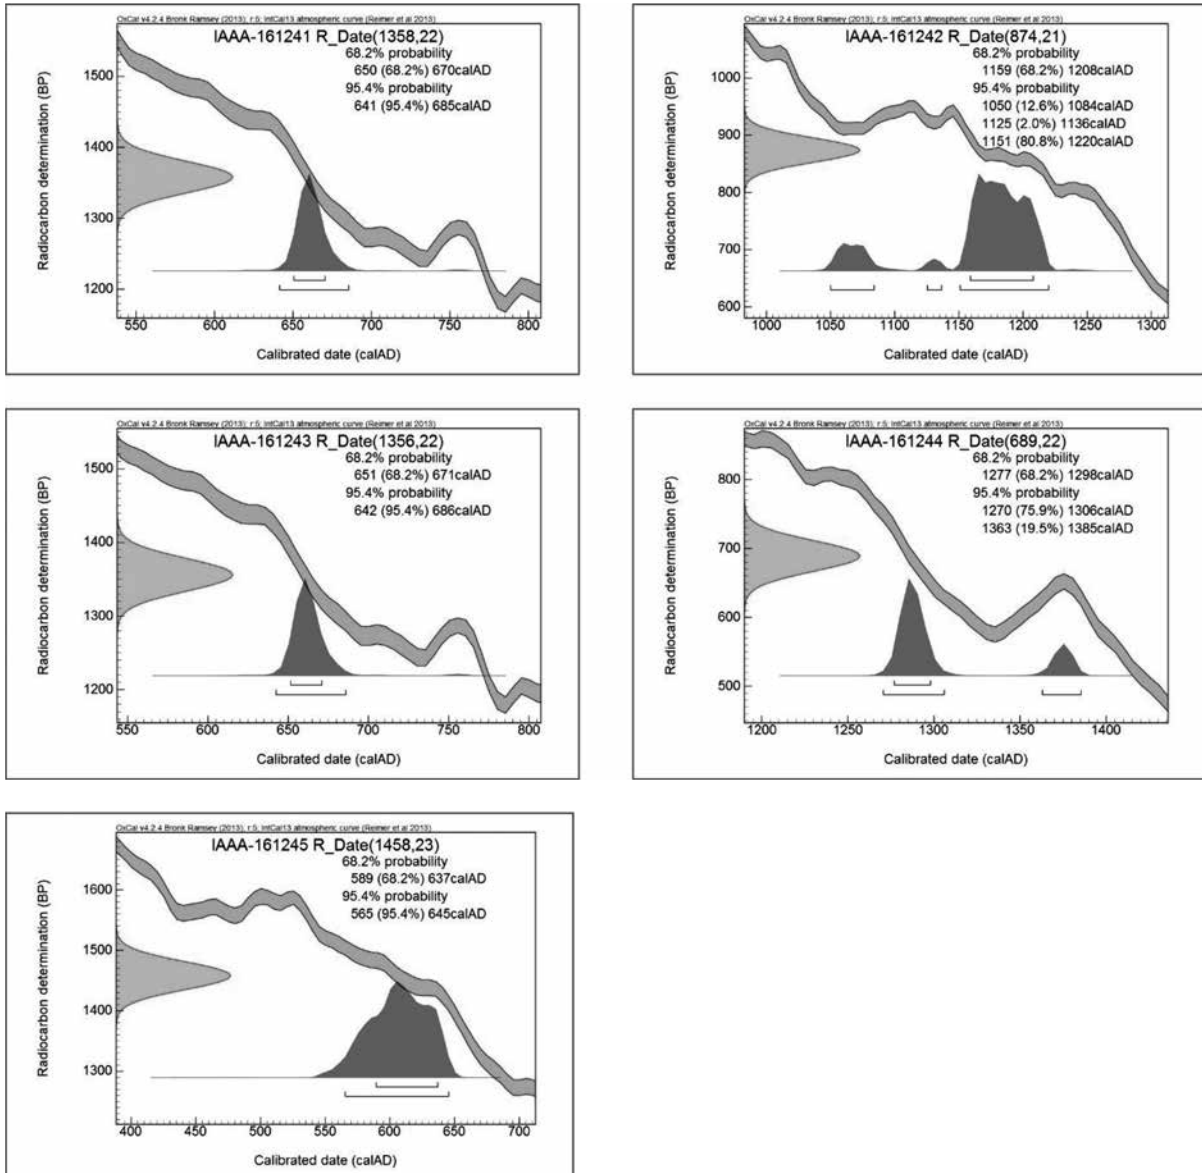 OxCal v4.2.4 Bronk Ramsey (2013); r:5; IntCal13 atmospheric curve (Reimer et al 2013)
IAAA-161241 R_Date(1358,22)
68.2% probability
650 (68.2%) 670calAD
95.4% probability
641 (95.4%) 685calAD
Radiocarbon determination (BP)
1500
1400
1300
1200
550 600 650 700 750 800
Calibrated date (calAD)
OxCal v4.2.4 Bronk Ramsey (2013); r:5; IntCal13 atmospheric curve (Reimer et al 2013)
IAAA-161242 R_Date(874,21)
68.2% probability
1159 (68.2%) 1208calAD
95.4% probability
1050 (12.6%) 1084calAD
1125 (2.0%) 1136calAD
1151 (80.8%) 1220calAD
Radiocarbon determination (BP)
1000
900
800
700
600
1000 1050 1100 1150 1200 1250 1300
Calibrated date (calAD)
OxCal v4.2.4 Bronk Ramsey (2013); r:5; IntCal13 atmospheric curve (Reimer et al 2013)
IAAA-161243 R_Date(1356,22)
68.2% probability
651 (68.2%) 671calAD
95.4% probability
642 (95.4%) 686calAD
Radiocarbon determination (BP)
1500
1400
1300
1200
550 600 650 700 750 800
Calibrated date (calAD)
OxCal v4.2.4 Bronk Ramsey (2013); r:5; IntCal13 atmospheric curve (Reimer et al 2013)
IAAA-161244 R_Date(689,22)
68.2% probability
1277 (68.2%) 1298calAD
95.4% probability
1270 (75.9%) 1306calAD
1363 (19.5%) 1385calAD
Radiocarbon determination (BP)
800
700
600
500
1200 1250 1300 1350 1400
Calibrated date (calAD)
OxCal v4.2.4 Bronk Ramsey (2013); r:5; IntCal13 atmospheric curve (Reimer et al 2013)
IAAA-161245 R_Date(1458,23)
68.2% probability
589 (68.2%) 637calAD
95.4% probability
565 (95.4%) 645calAD
Radiocarbon determination (BP)
1600
1500
1400
1300
400 450 500 550 600 650 700
Calibrated date (calAD)